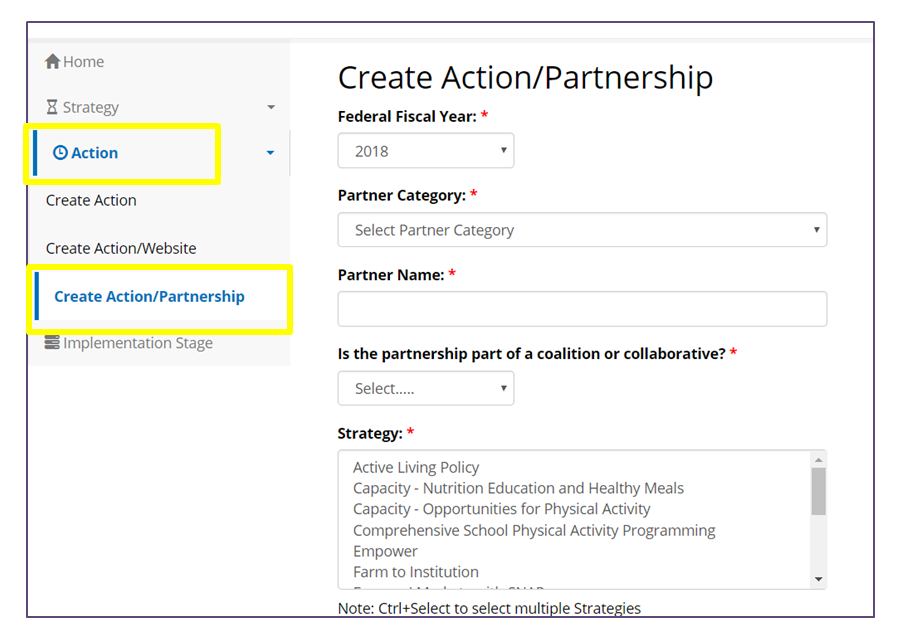 Home
Strategy
Action
Create Action
Create Action/Website
Create Action/Partnership
Implementation Stage
Create Action/Partnership
Federal Fiscal Year: *
2018
Partner Category: *
Select Partner Category
Partner Name: *
Is the partnership part of a coalition or collaborative? *
Select.....
Strategy: *
Active Living Policy
Capacity - Nutrition Education and Healthy Meals
Capacity - Opportunities for Physical Activity
Comprehensive School Physical Activity Programming
Empower
Farm to Institution
Note: Ctrl+Select to select multiple Strategies